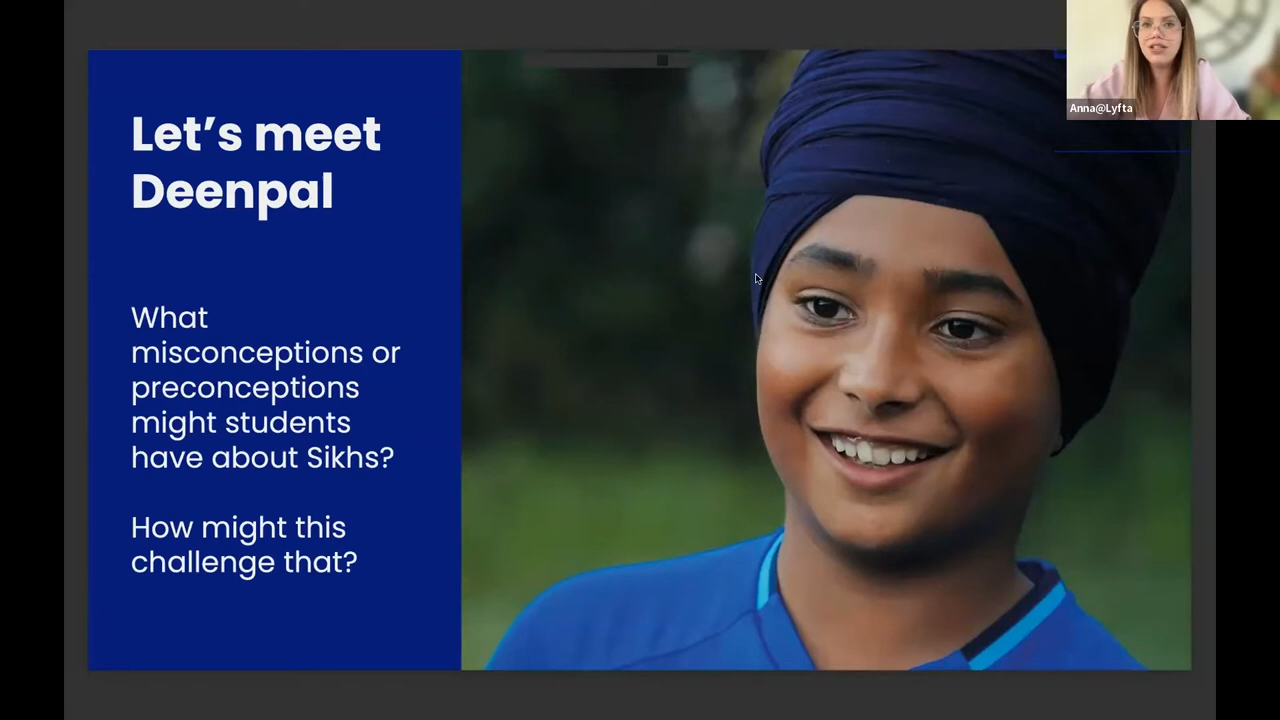 Let's meet
Deenpal
What
misconceptions or
preconceptions
might students
have about Sikhs?
How might this
challenge that?
Anna@Lyfta